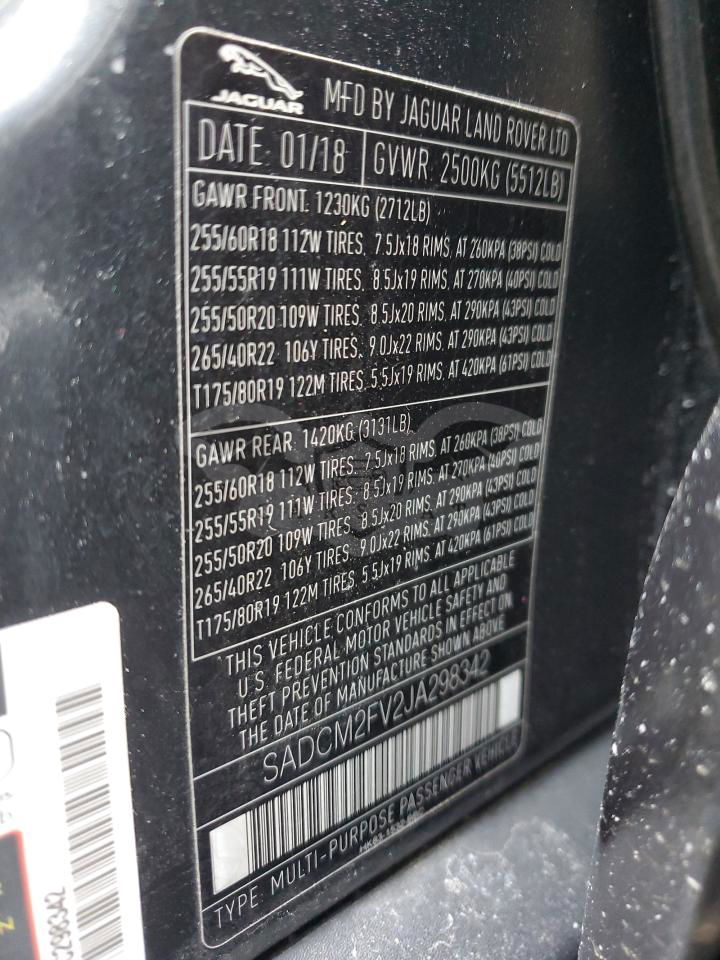 JAGUAR
MFD BY JAGUAR LAND ROVER LTD
DATE: 01/18 GVWR: 2500KG (5512LB)
GAWR FRONT: 1230KG (2712LB)
255/60R18 112W TIRES, 7.5Jx18 RIMS, AT 260KPA (38PSI) COLD
255/55R19 111W TIRES, 8.5Jx19 RIMS, AT 270KPA (40PSI) COLD
255/50R20 109W TIRES, 8.5Jx20 RIMS, AT 290KPA (43PSI) COLD
265/40R22 106Y TIRES, 9.0Jx22 RIMS, AT 290KPA (43PSI) COLD
T175/80R19 122M TIRES, 5.5Jx19 RIMS, AT 420KPA (61PSI) COLD
GAWR REAR: 1420KG (3131LB)
255/60R18 112W TIRES, 7.5Jx18 RIMS, AT 260KPA (38PSI) COLD
255/55R19 111W TIRES, 8.5Jx19 RIMS, AT 270KPA (40PSI) COLD
255/50R20 109W TIRES, 8.5Jx20 RIMS, AT 290KPA (43PSI) COLD
265/40R22 106Y TIRES, 9.0Jx22 RIMS, AT 290KPA (43PSI) COLD
T175/80R19 122M TIRES, 5.5Jx19 RIMS, AT 420KPA (61PSI) COLD
THIS VEHICLE CONFORMS TO ALL APPLICABLE
U.S. FEDERAL MOTOR VEHICLE SAFETY AND
THEFT PREVENTION STANDARDS IN EFFECT ON
THE DATE OF MANUFACTURE SHOWN ABOVE
SADCM2FV2JA298342
TYPE: MULTI-PURPOSE PASSENGER VEHICLE